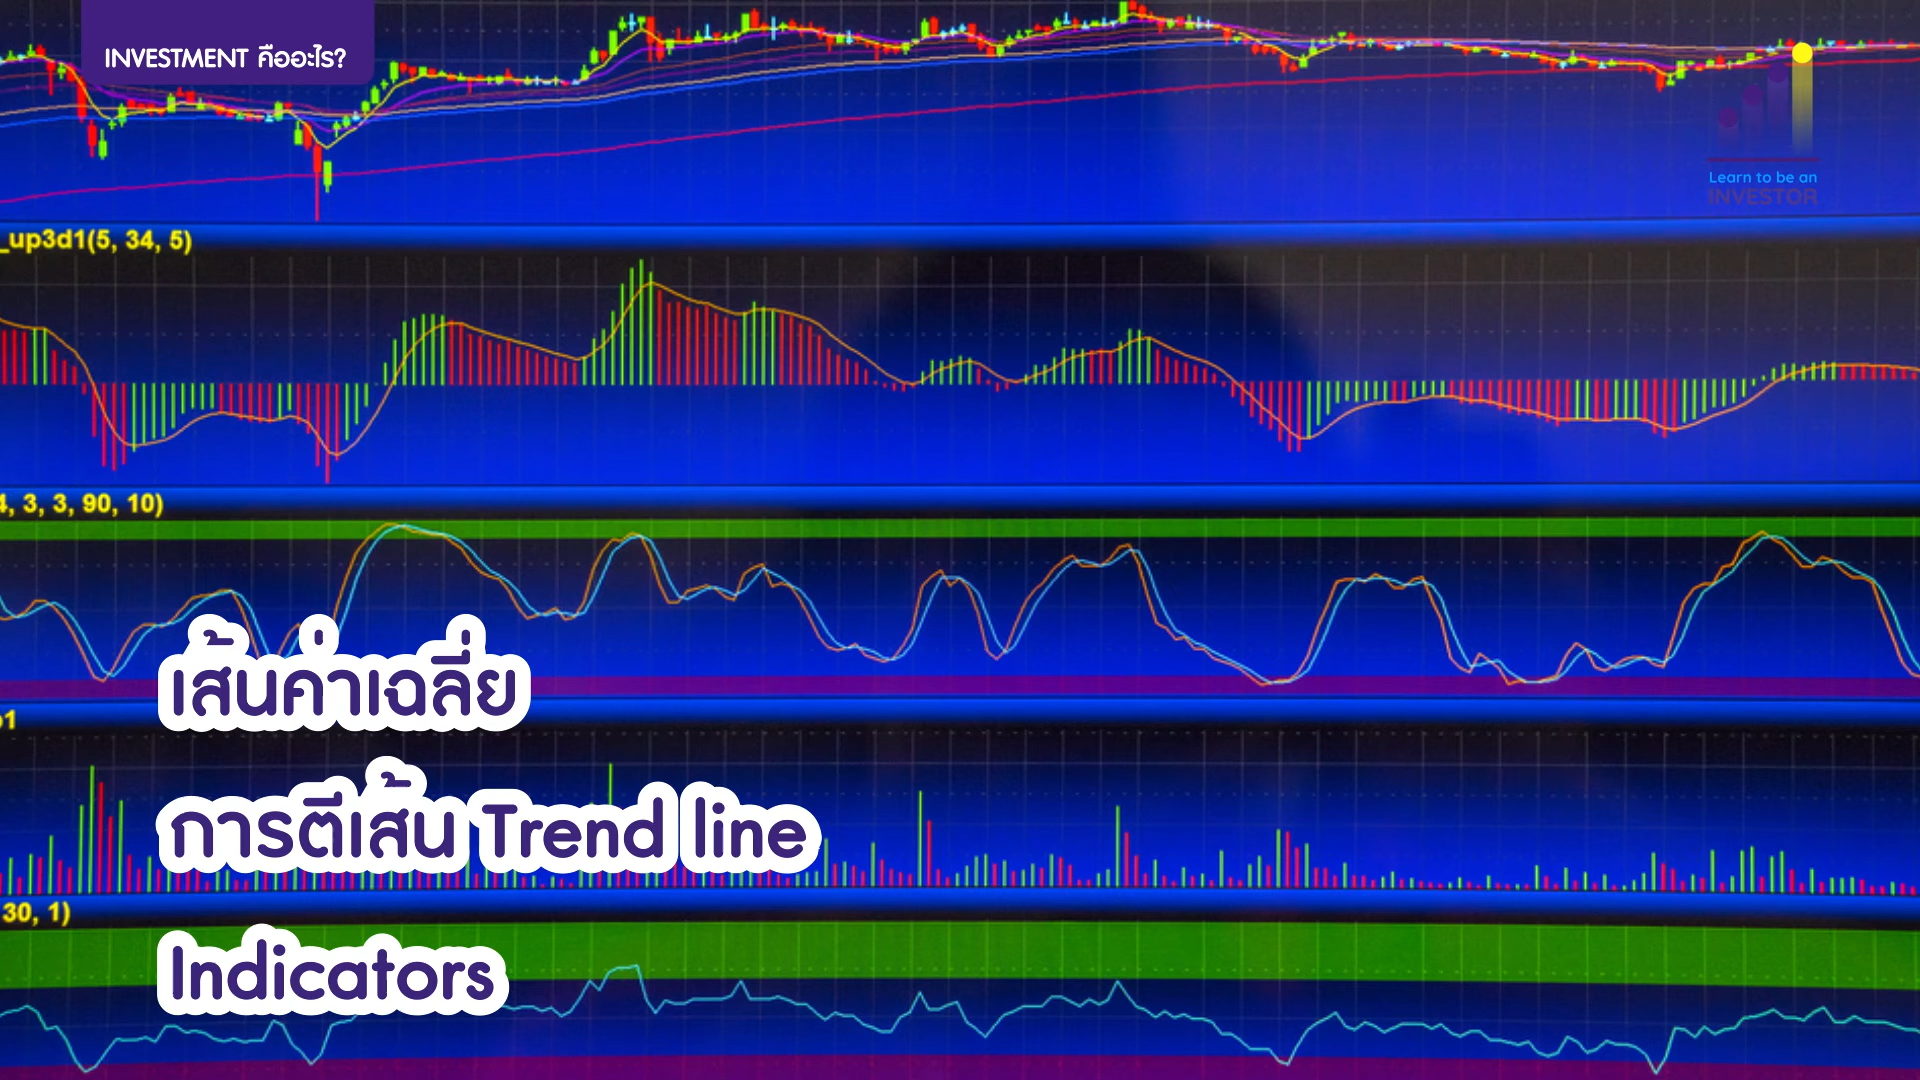 INVESTMENT คืออะไร?
Learn to be an
INVESTOR
_up3d1(5, 34, 5)
4, 3, 3, 90, 10)
เส้นค่าเฉลี่ย
การตีเส้น Trend line
Indicators
30, 1)